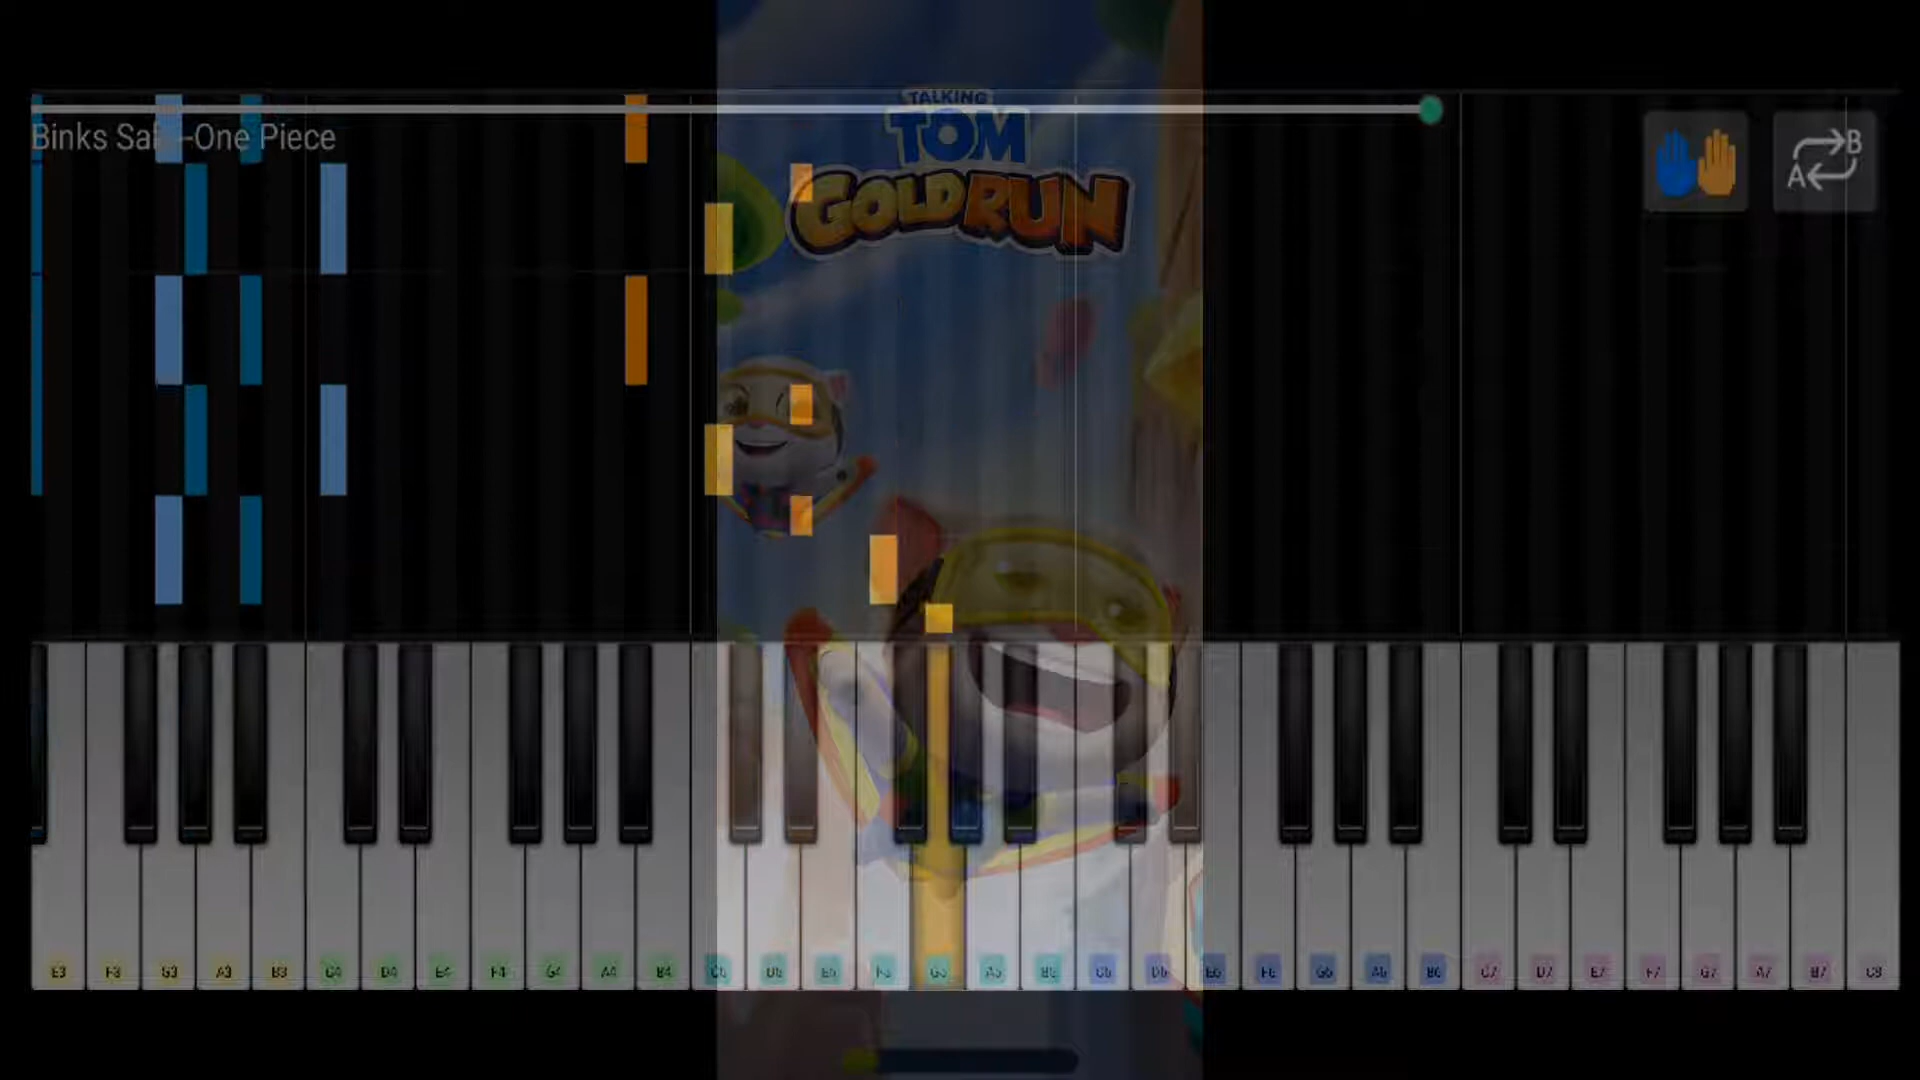 TALKING
TOM
GOLD RUN
Binks Sa -One Piece
B
A
E3 F3 G3 A3 B3 C4 D4 E4 F4 G4 A4 B4 C5 D5 E5 F5 G5 A5 B5 C6 D6 E6 F6 G6 A6 B6 C7 D7 E7 F7 G7 A7 B7 C8